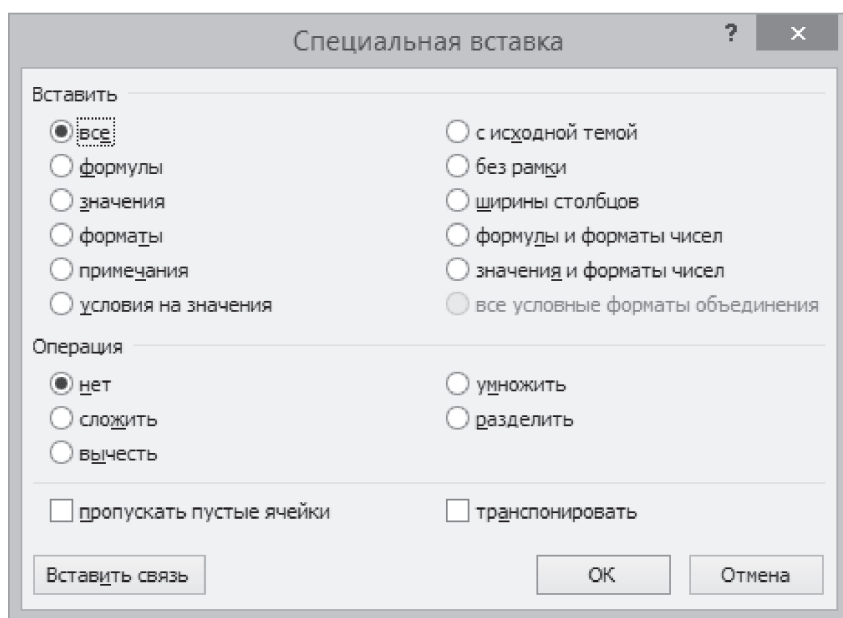 Специальная вставка ? ×
Вставить
все
формулы
значения
форматы
примечания
условия на значения
с исходной темой
без рамки
ширины столбцов
формулы и форматы чисел
значения и форматы чисел
все условные форматы объединения
Операция
нет
сложить
вычесть
умножить
разделить
пропускать пустые ячейки
транспонировать
Вставить связь
ОК
Отмена